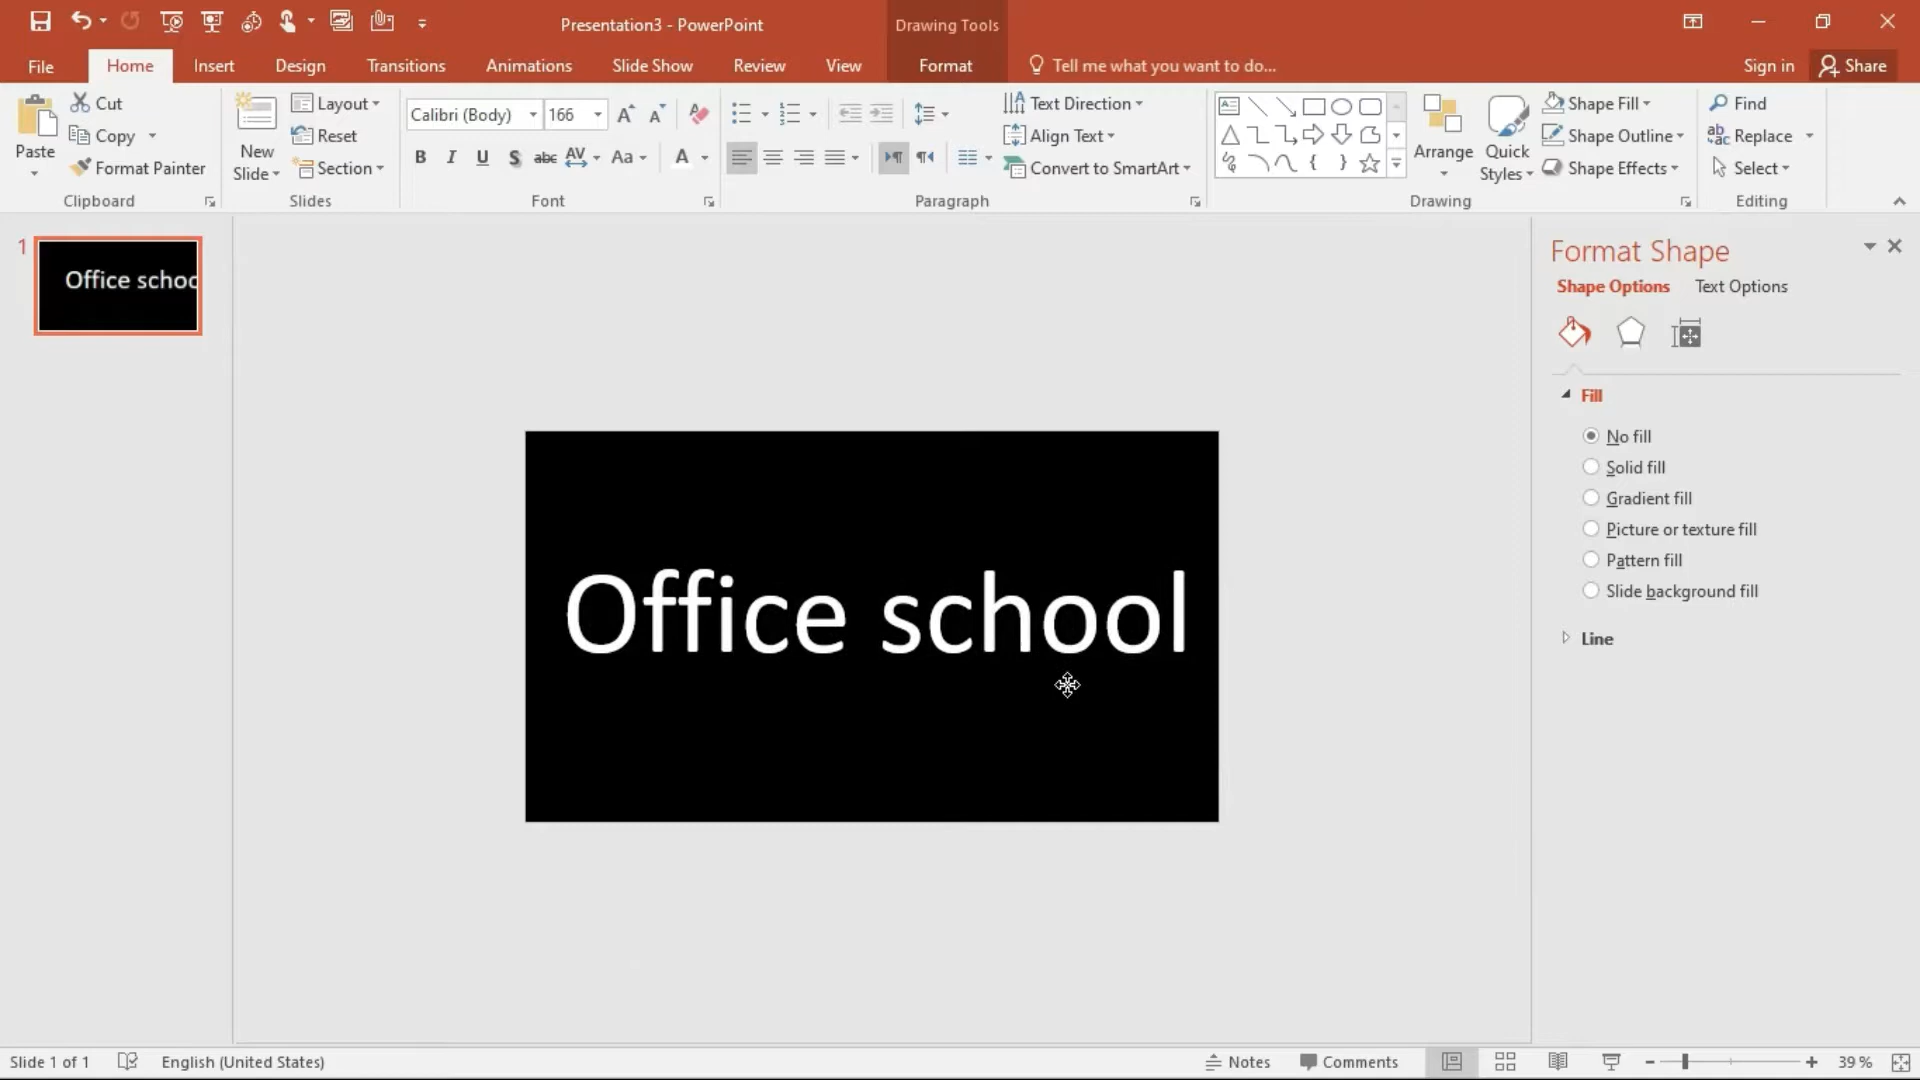 Presentation3 - PowerPoint
Drawing Tools
File Home Insert Design Transitions Animations Slide Show Review View Format Tell me what you want to do... Sign in Share
Paste
Cut
Copy
Format Painter
Clipboard
New Slide
Layout
Reset
Section
Slides
Calibri (Body) 166
B I U S abc AV Aa A
Font
Text Direction
Align Text
Convert to SmartArt
Paragraph
Arrange
Quick Styles
Shape Fill
Shape Outline
Shape Effects
Drawing
Find
Replace
Select
Editing
1
Office schoo
Office school
Format Shape
Shape Options Text Options
Fill
No fill
Solid fill
Gradient fill
Picture or texture fill
Pattern fill
Slide background fill
Line
Slide 1 of 1 English (United States) Notes Comments 39 %